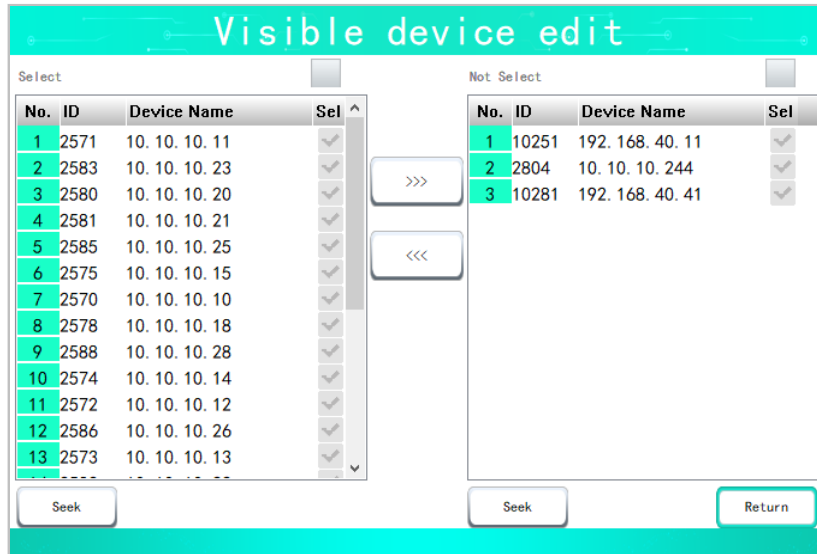 Visible device edit
Select
No. ID Device Name Sel
1 2571 10. 10. 10. 11
2 2583 10. 10. 10. 23
3 2580 10. 10. 10. 20
4 2581 10. 10. 10. 21
5 2585 10. 10. 10. 25
6 2575 10. 10. 10. 15
7 2570 10. 10. 10. 10
8 2578 10. 10. 10. 18
9 2588 10. 10. 10. 28
10 2574 10. 10. 10. 14
11 2572 10. 10. 10. 12
12 2586 10. 10. 10. 26
13 2573 10. 10. 10. 13
Seek
>>>
<<<
Not Select
No. ID Device Name Sel
1 10251 192. 168. 40. 11
2 2804 10. 10. 10. 244
3 10281 192. 168. 40. 41
Seek
Return